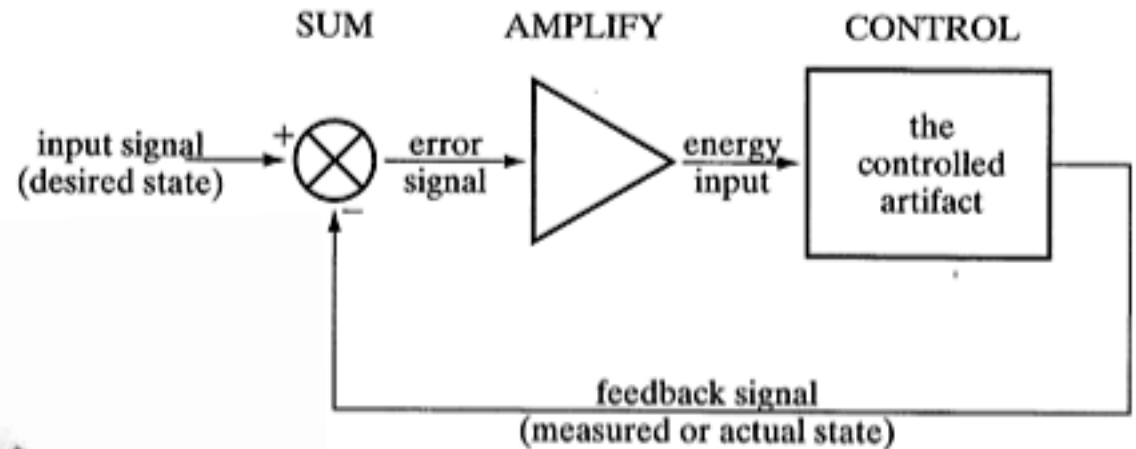 SUM AMPLIFY CONTROL
input signal
(desired state)
+
−
error
signal
energy
input
the
controlled
artifact
feedback signal
(measured or actual state)